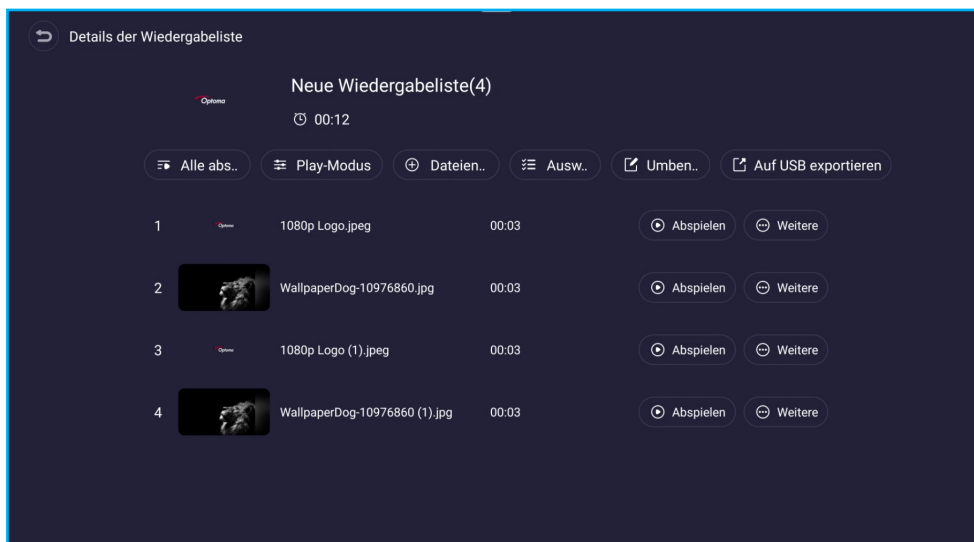 Details der Wiedergabeliste
Optoma
Neue Wiedergabeliste(4)
00:12
Alle abs.. Play-Modus Dateien.. Ausw.. Umben.. Auf USB exportieren
1 Optoma 1080p Logo.jpeg 00:03 Abspielen Weitere
2 WallpaperDog-10976860.jpg 00:03 Abspielen Weitere
3 Optoma 1080p Logo (1).jpeg 00:03 Abspielen Weitere
4 WallpaperDog-10976860 (1).jpg 00:03 Abspielen Weitere